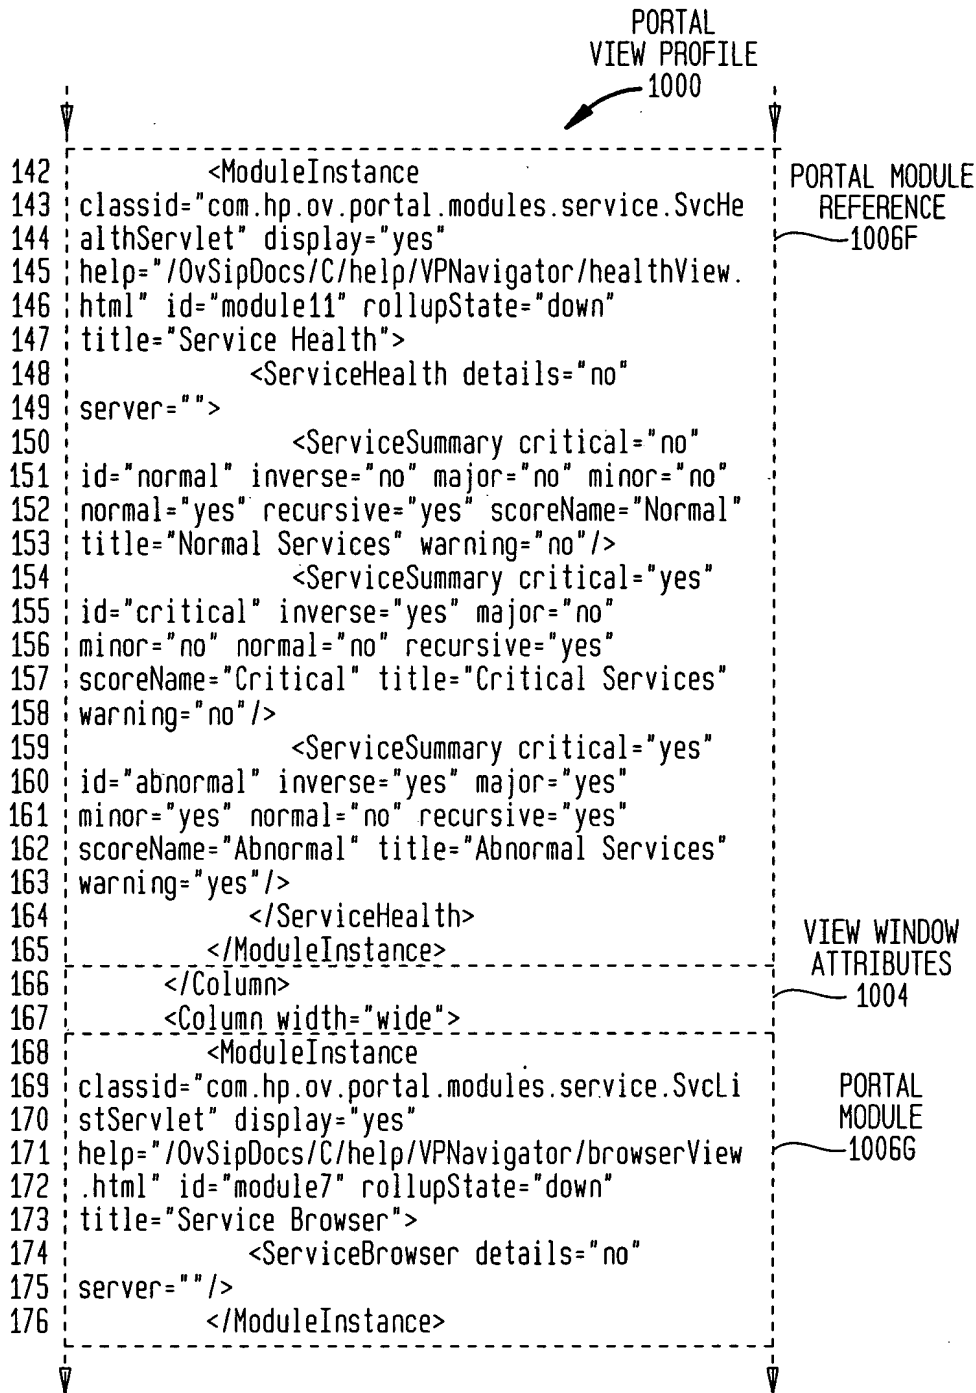 PORTAL
VIEW PROFILE
1000
142 <ModuleInstance
143 classid="com.hp.ov.portal.modules.service.SvcHe
144 althServlet" display="yes"
145 help="/OvSipDocs/C/help/VPNavigator/healthView.
146 html" id="module11" rollupState="down"
147 title="Service Health">
148 <ServiceHealth details="no"
149 server="">
150 <ServiceSummary critical="no"
151 id="normal" inverse="no" major="no" minor="no"
152 normal="yes" recursive="yes" scoreName="Normal"
153 title="Normal Services" warning="no"/>
154 <ServiceSummary critical="yes"
155 id="critical" inverse="yes" major="no"
156 minor="no" normal="no" recursive="yes"
157 scoreName="Critical" title="Critical Services"
158 warning="no"/>
159 <ServiceSummary critical="yes"
160 id="abnormal" inverse="yes" major="yes"
161 minor="yes" normal="no" recursive="yes"
162 scoreName="Abnormal" title="Abnormal Services"
163 warning="yes"/>
164 </ServiceHealth>
165 </ModuleInstance>
166 </Column>
167 <Column width="wide">
168 <ModuleInstance
169 classid="com.hp.ov.portal.modules.service.SvcLi
170 stServlet" display="yes"
171 help="/OvSipDocs/C/help/VPNavigator/browserView
172 .html" id="module7" rollupState="down"
173 title="Service Browser">
174 <ServiceBrowser details="no"
175 server=""/>
176 </ModuleInstance>
PORTAL MODULE
REFERENCE
1006F
VIEW WINDOW
ATTRIBUTES
1004
PORTAL
MODULE
1006G